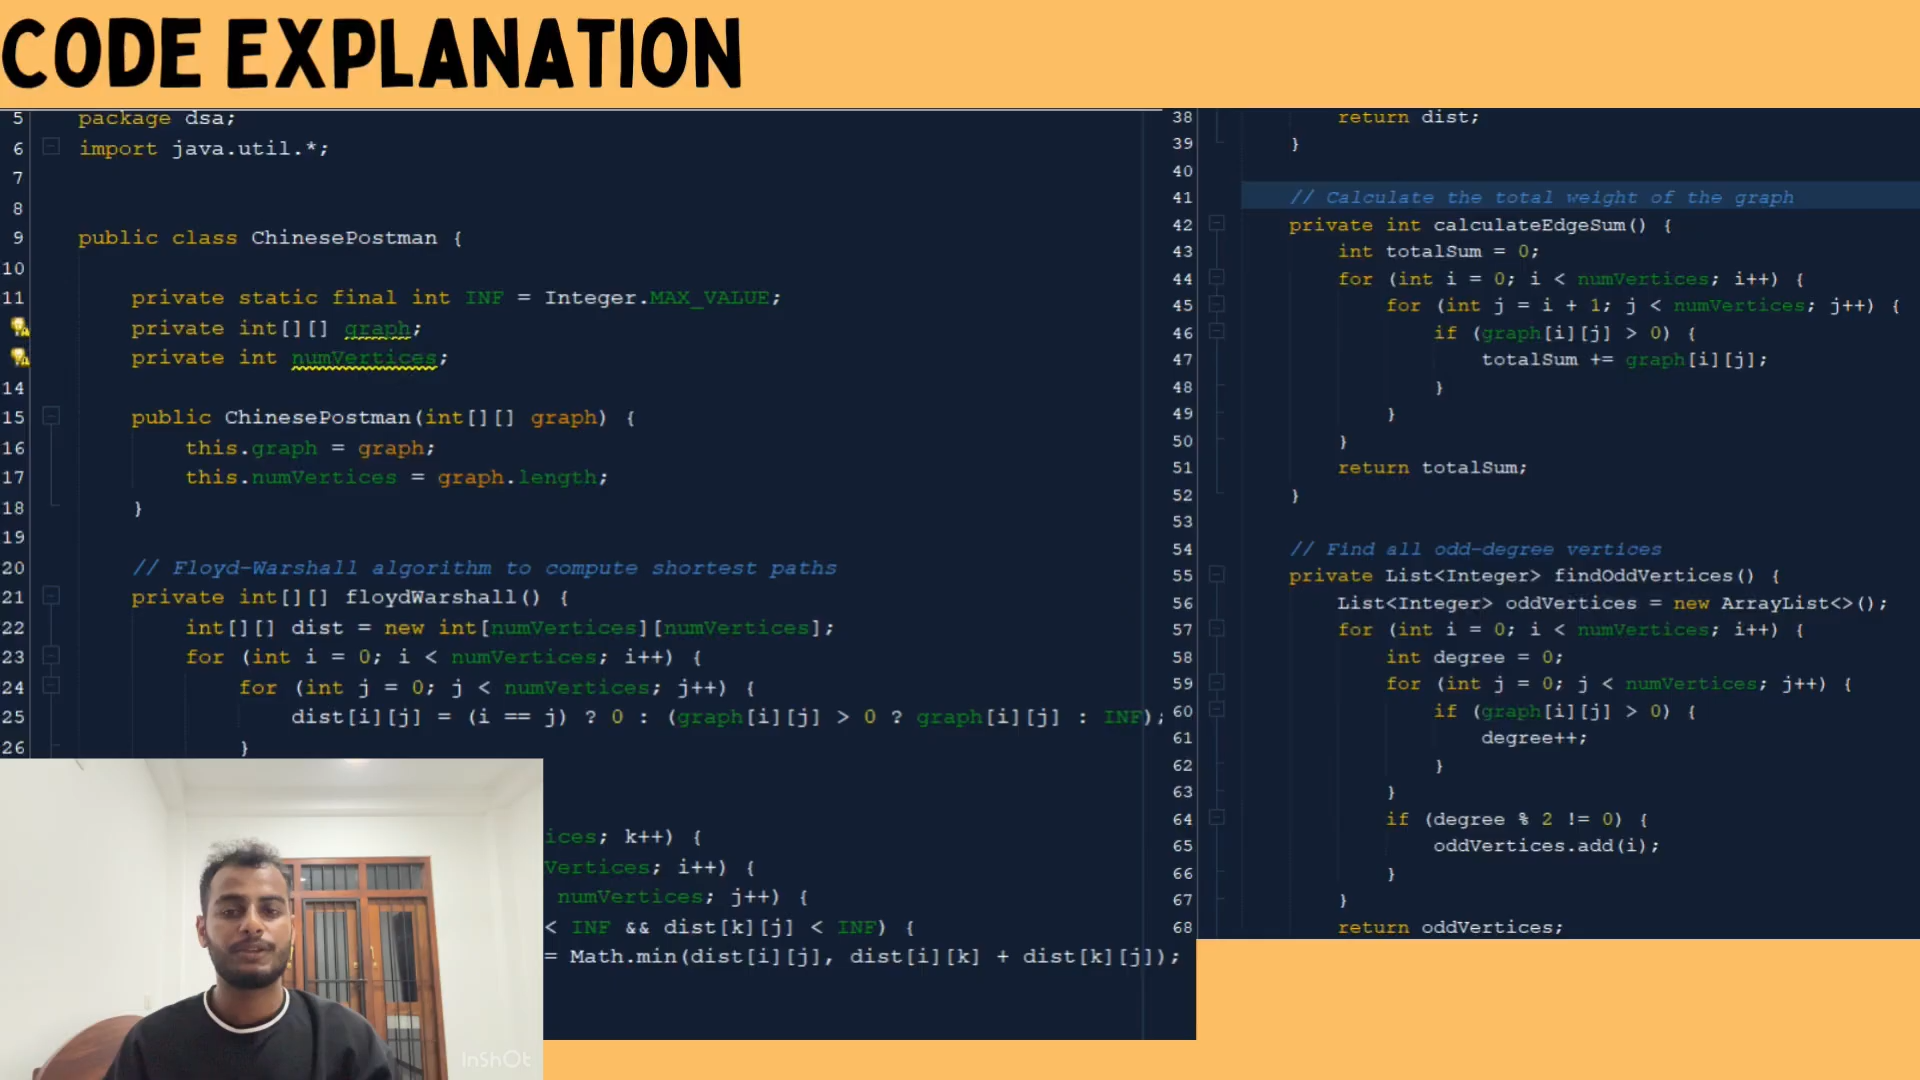 CODE EXPLANATION
5 package dsa;
6 import java.util.*;
7
8
9 public class ChinesePostman {
10
11 private static final int INF = Integer.MAX_VALUE;
private int[][] graph;
private int numVertices;
14
15 public ChinesePostman(int[][] graph) {
16 this.graph = graph;
17 this.numVertices = graph.length;
18 }
19
20 // Floyd-Warshall algorithm to compute shortest paths
21 private int[][] floydWarshall() {
22 int[][] dist = new int[numVertices][numVertices];
23 for (int i = 0; i < numVertices; i++) {
24 for (int j = 0; j < numVertices; j++) {
25 dist[i][j] = (i == j) ? 0 : (graph[i][j] > 0 ? graph[i][j] : INF);
26 }
ices; k++) {
Vertices; i++) {
numVertices; j++) {
< INF && dist[k][j] < INF) {
= Math.min(dist[i][j], dist[i][k] + dist[k][j]);
38 return dist;
39 }
40
41 // Calculate the total weight of the graph
42 private int calculateEdgeSum() {
43 int totalSum = 0;
44 for (int i = 0; i < numVertices; i++) {
45 for (int j = i + 1; j < numVertices; j++) {
46 if (graph[i][j] > 0) {
47 totalSum += graph[i][j];
48 }
49 }
50 }
51 return totalSum;
52 }
53
54 // Find all odd-degree vertices
55 private List<Integer> findOddVertices() {
56 List<Integer> oddVertices = new ArrayList<>();
57 for (int i = 0; i < numVertices; i++) {
58 int degree = 0;
59 for (int j = 0; j < numVertices; j++) {
60 if (graph[i][j] > 0) {
61 degree++;
62 }
63 }
64 if (degree % 2 != 0) {
65 oddVertices.add(i);
66 }
67 }
68 return oddVertices;
InShOt